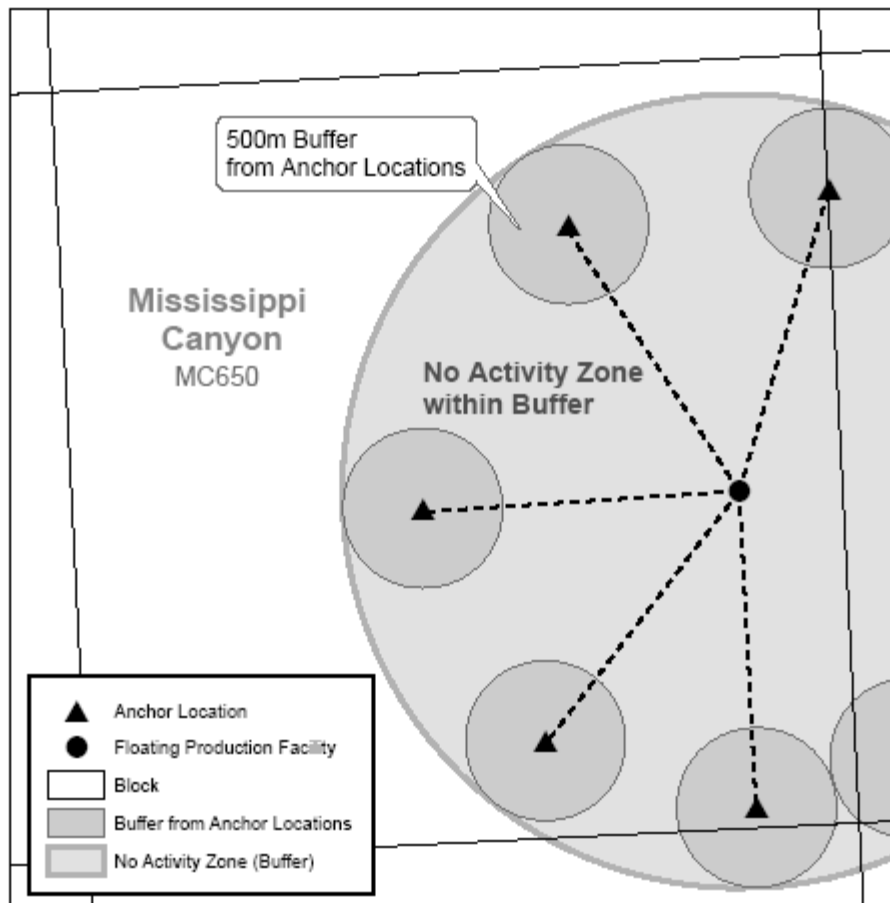 500m Buffer
from Anchor Locations
Mississippi
Canyon
MC650
No Activity Zone
within Buffer
Anchor Location
Floating Production Facility
Block
Buffer from Anchor Locations
No Activity Zone (Buffer)